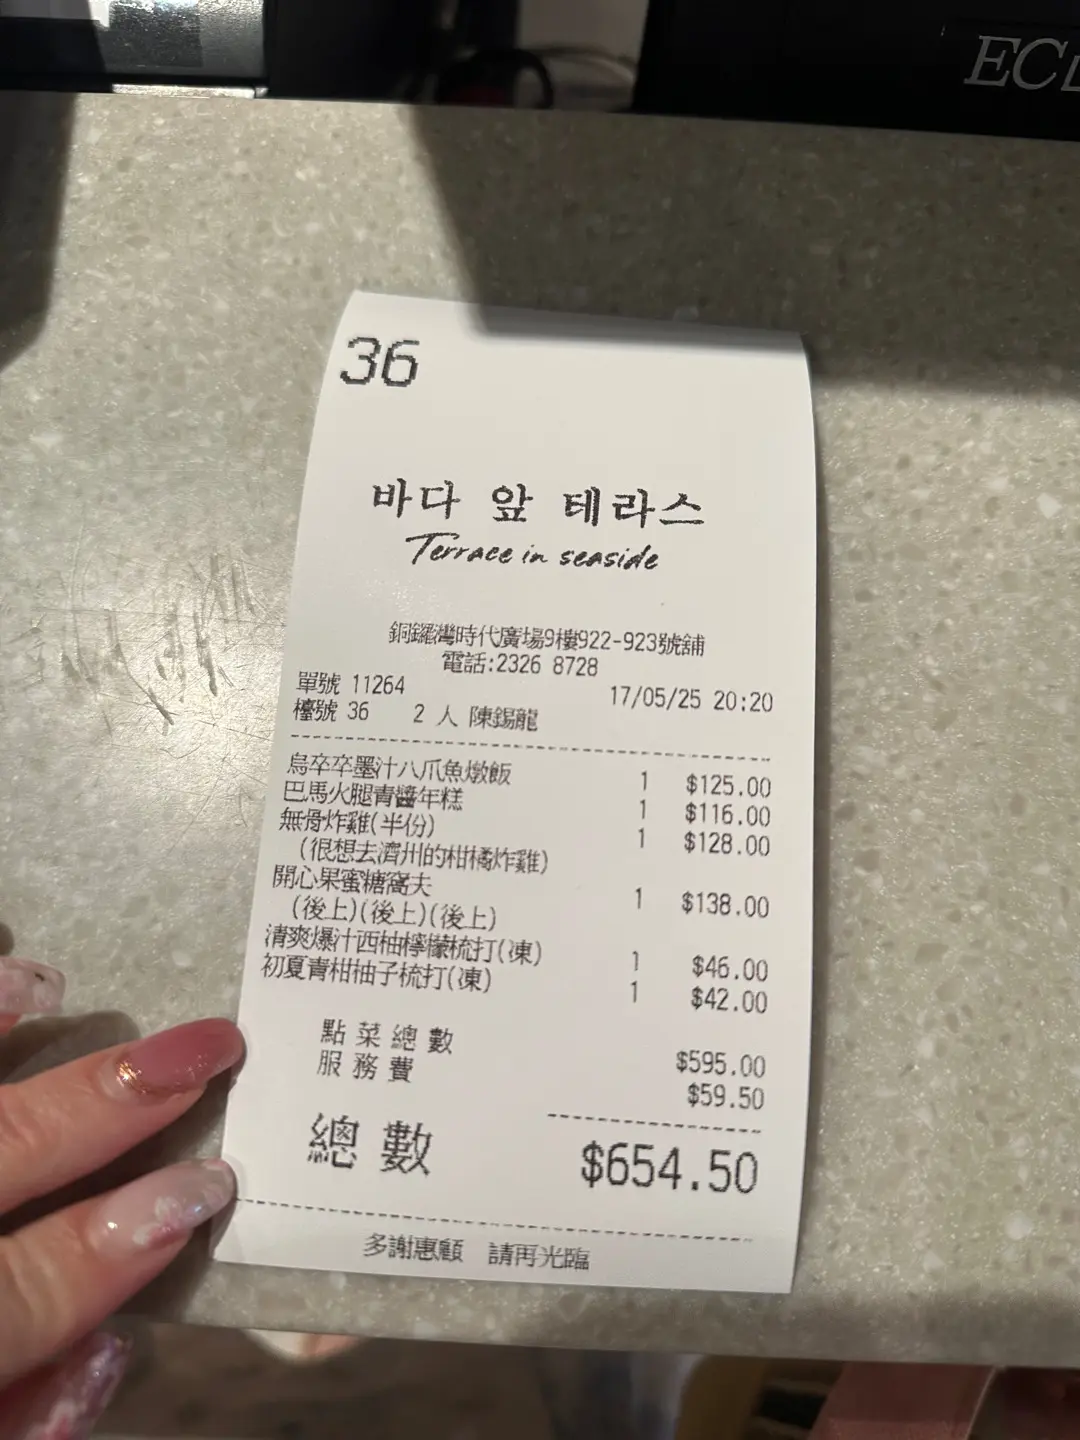 36
바다 앞 테라스
Terrace in seaside
銅鑼灣時代廣場9樓922-923號舖
電話:2326 8728
單號 11264 17/05/25 20:20
檯號 36 2 人 陳錫龍
烏卒卒墨汁八爪魚燉飯 1 $125.00
巴馬火腿青醬年糕 1 $116.00
無骨炸雞(半份) 1 $128.00
(很想去濟州的柑橘炸雞)
開心果蜜糖窩夫 1 $138.00
(後上)(後上)(後上)
清爽爆汁西柚檸檬梳打(凍) 1 $46.00
初夏青柑柚子梳打(凍) 1 $42.00
點菜總數 $595.00
服務費 $59.50
總數 $654.50
多謝惠顧 請再光臨